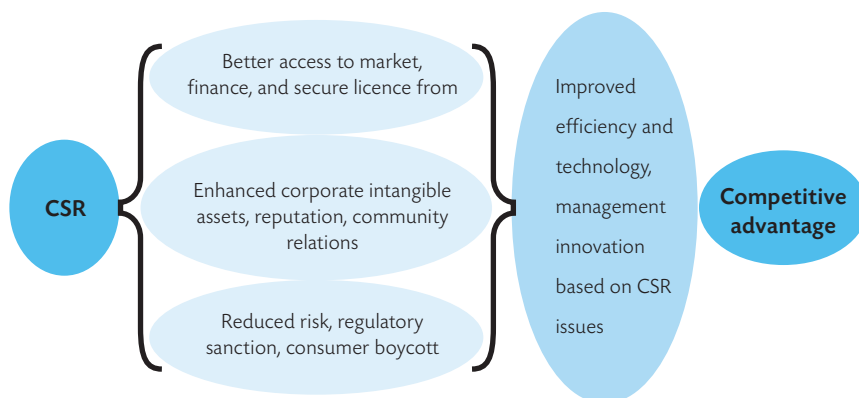 CSR
Better access to market,
finance, and secure licence from
Enhanced corporate intangible
assets, reputation, community
relations
Reduced risk, regulatory
sanction, consumer boycott
Improved
efficiency and
technology,
management
innovation
based on CSR
issues
Competitive
advantage